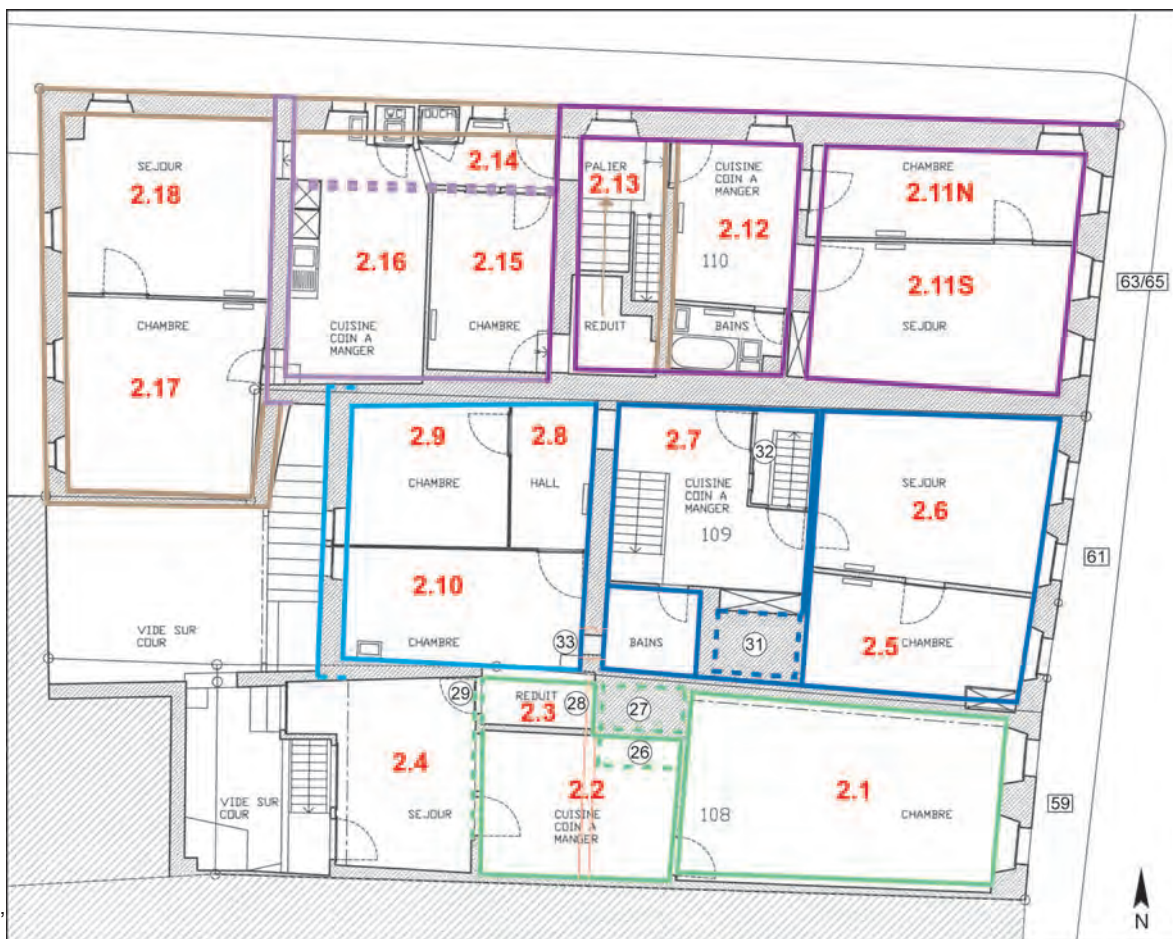 WC
DOUCHE
SEJOUR
2.18
2.14
PALIER
2.13
CUISINE
COIN A
MANGER
2.12
110
CHAMBRE
2.11N
2.11S
SEJOUR
63/65
2.16
2.15
CHAMBRE
2.17
CUISINE
COIN A
MANGER
CHAMBRE
REDUIT
BAINS
2.9
CHAMBRE
2.8
HALL
2.7
CUISINE
COIN A
MANGER
109
32
SEJOUR
2.6
61
2.10
CHAMBRE
33
BAINS
31
2.5
CHAMBRE
VIDE SUR
COUR
29
REDUIT
2.3
28
27
26
2.4
SEJOUR
2.2
CUISINE
COIN A
MANGER
108
2.1
CHAMBRE
59
VIDE SUR
COUR
N